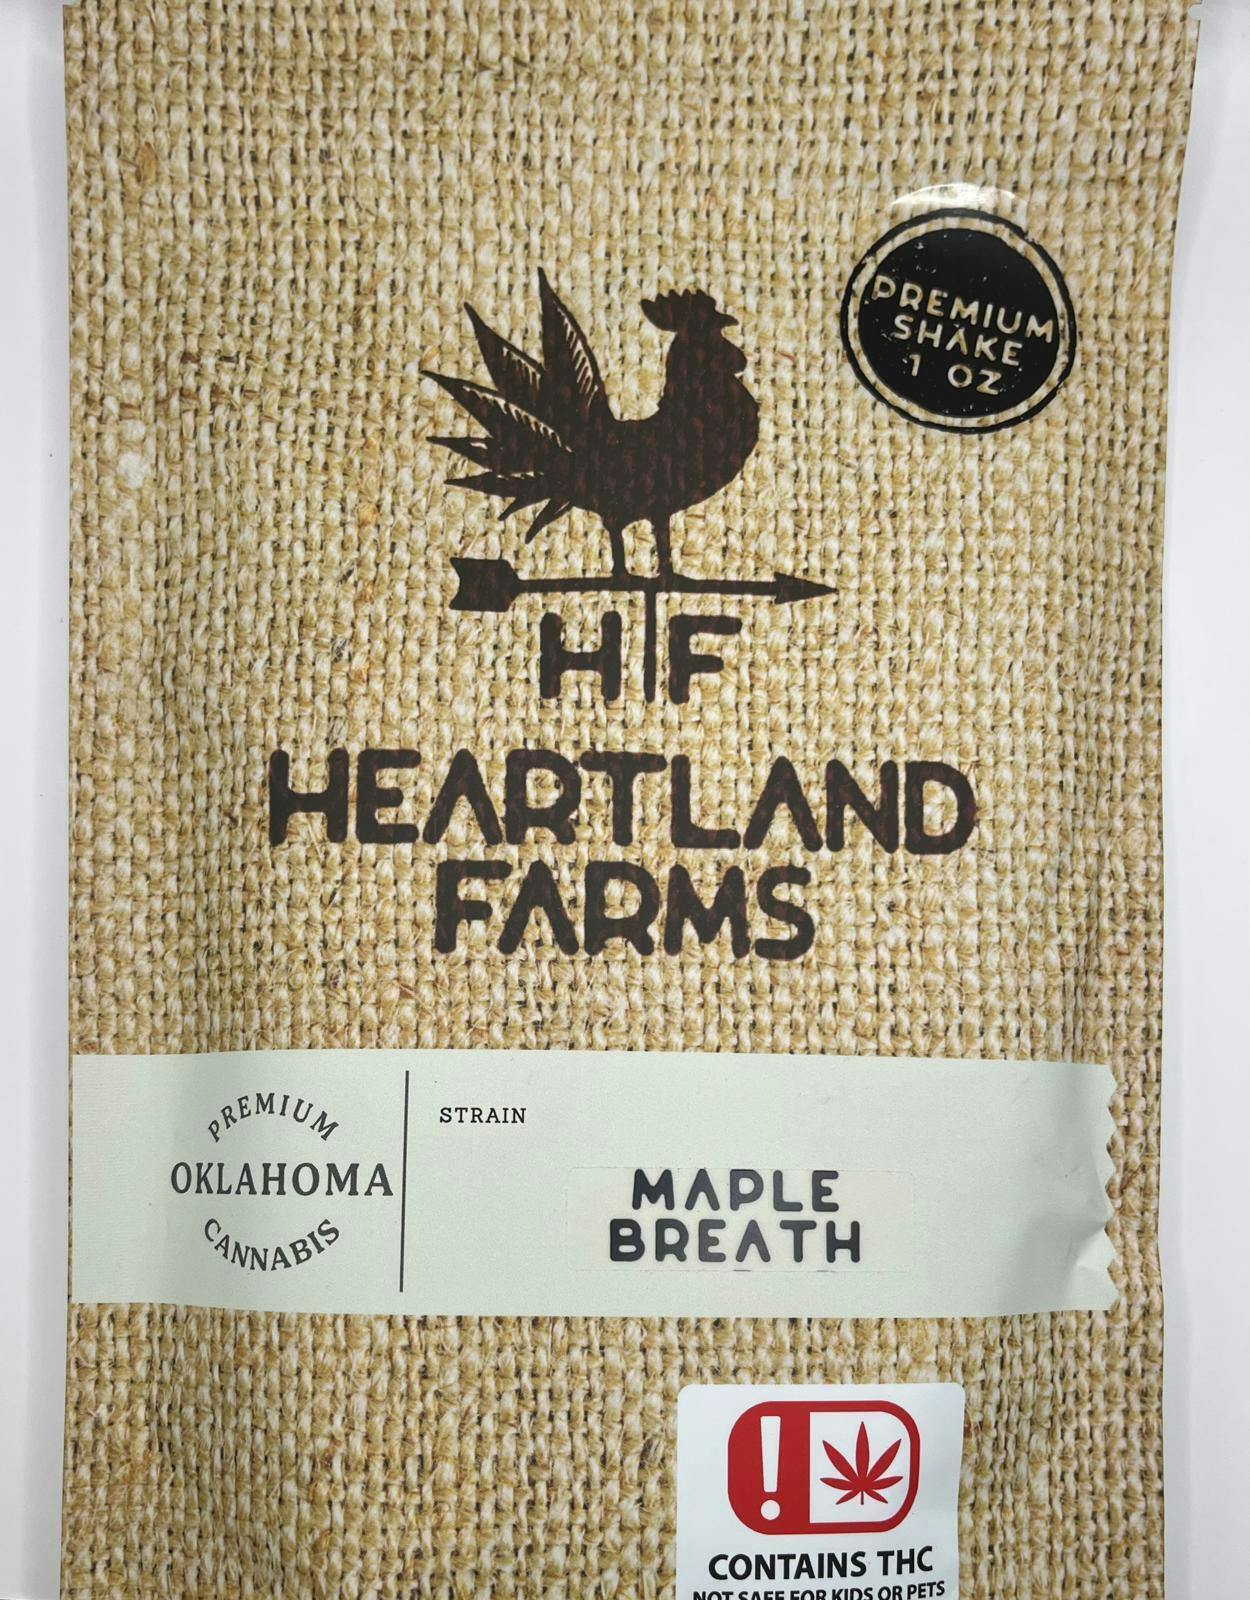 PREMIUM
SHAKE
1 OZ
H F
HEARTLAND
FARMS
PREMIUM
OKLAHOMA
CANNABIS
STRAIN
MAPLE
BREATH
CONTAINS THC
NOT SAFE FOR KIDS OR PETS